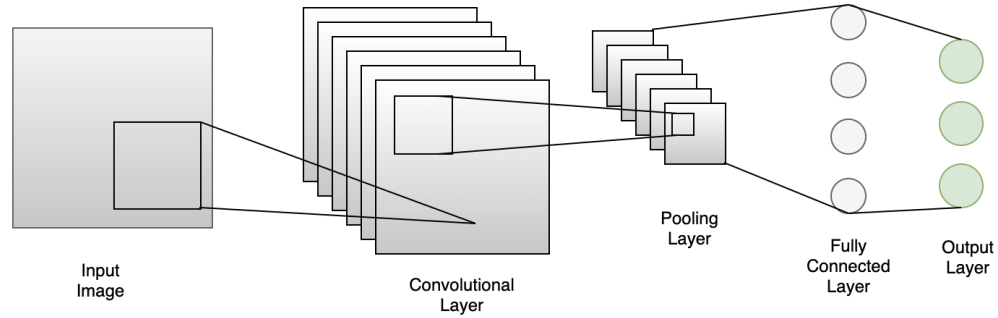 Input
Image
Convolutional
Layer
Pooling
Layer
Fully
Connected
Layer
Output
Layer